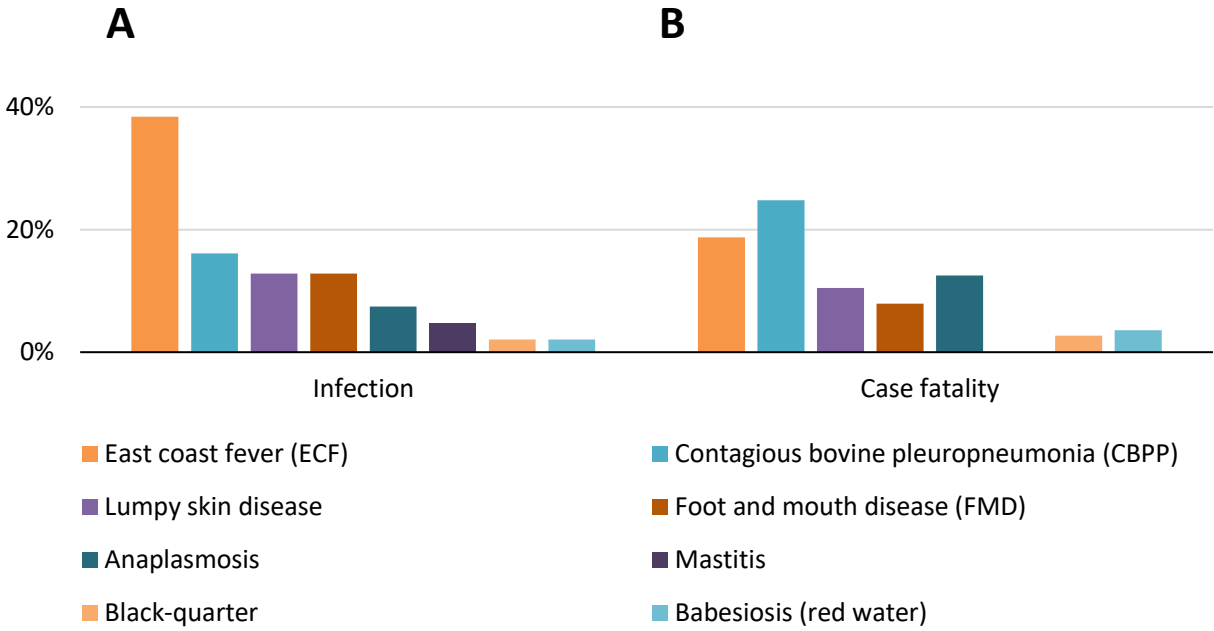 A B
40%
20%
0%
Infection Case fatality
East coast fever (ECF) Contagious bovine pleuropneumonia (CBPP)
Lumpy skin disease Foot and mouth disease (FMD)
Anaplasmosis Mastitis
Black-quarter Babesiosis (red water)